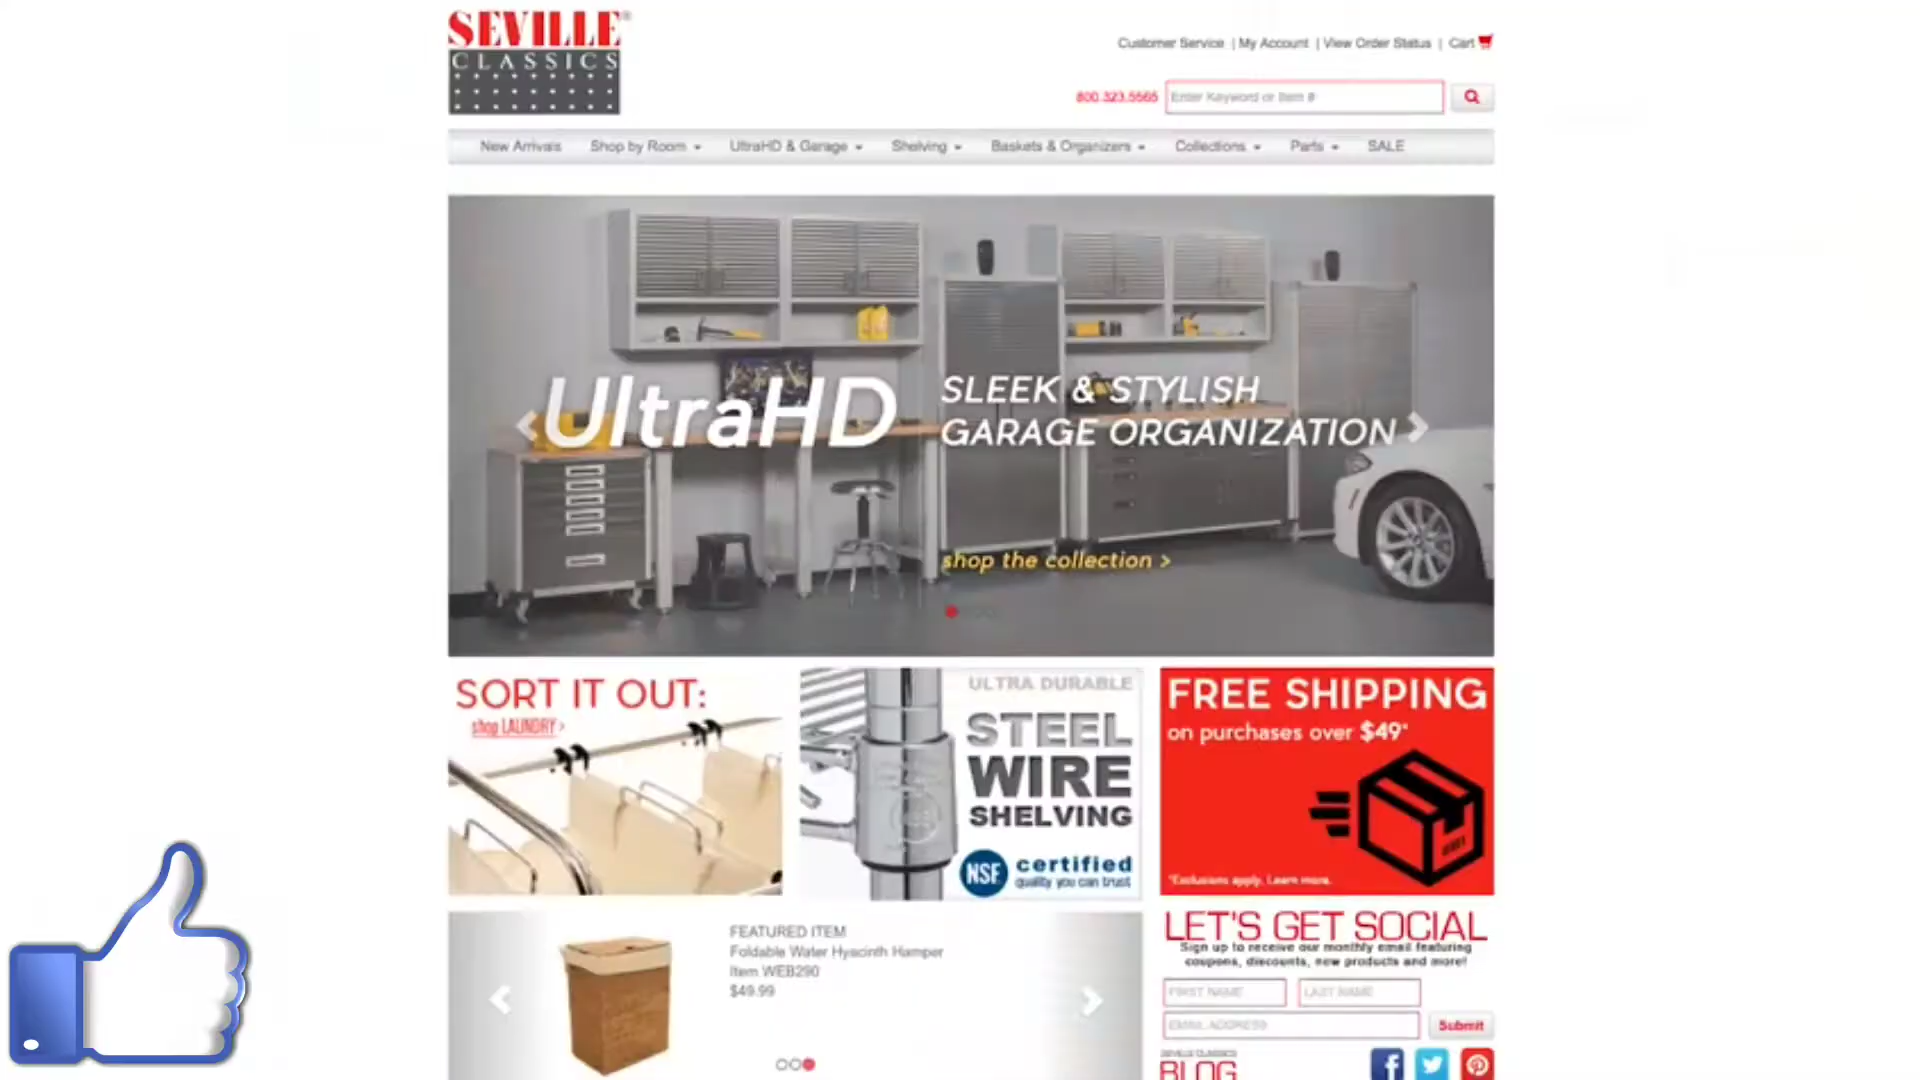 SEVILLE
CLASSICS
Customer Service | My Account | View Order Status | Cart
800.323.5565 Enter Keyword or Item #
New Arrivals Shop by Room UltraHD & Garage Shelving Baskets & Organizers Collections Parts SALE
UltraHD
SLEEK & STYLISH
GARAGE ORGANIZATION
shop the collection >
SORT IT OUT:
shop LAUNDRY >
ULTRA DURABLE
STEEL
WIRE
SHELVING
NSF certified
quality you can trust
FREE SHIPPING
on purchases over $49*
*Exclusions apply. Learn more.
FEATURED ITEM
Foldable Water Hyacinth Hamper
Item WEB290
$49.99
LET'S GET SOCIAL
Sign up to receive our monthly email featuring
coupons, discounts, new products and more!
FIRST NAME LAST NAME
EMAIL ADDRESS Submit
SEVILLE CLASSICS
BLOG